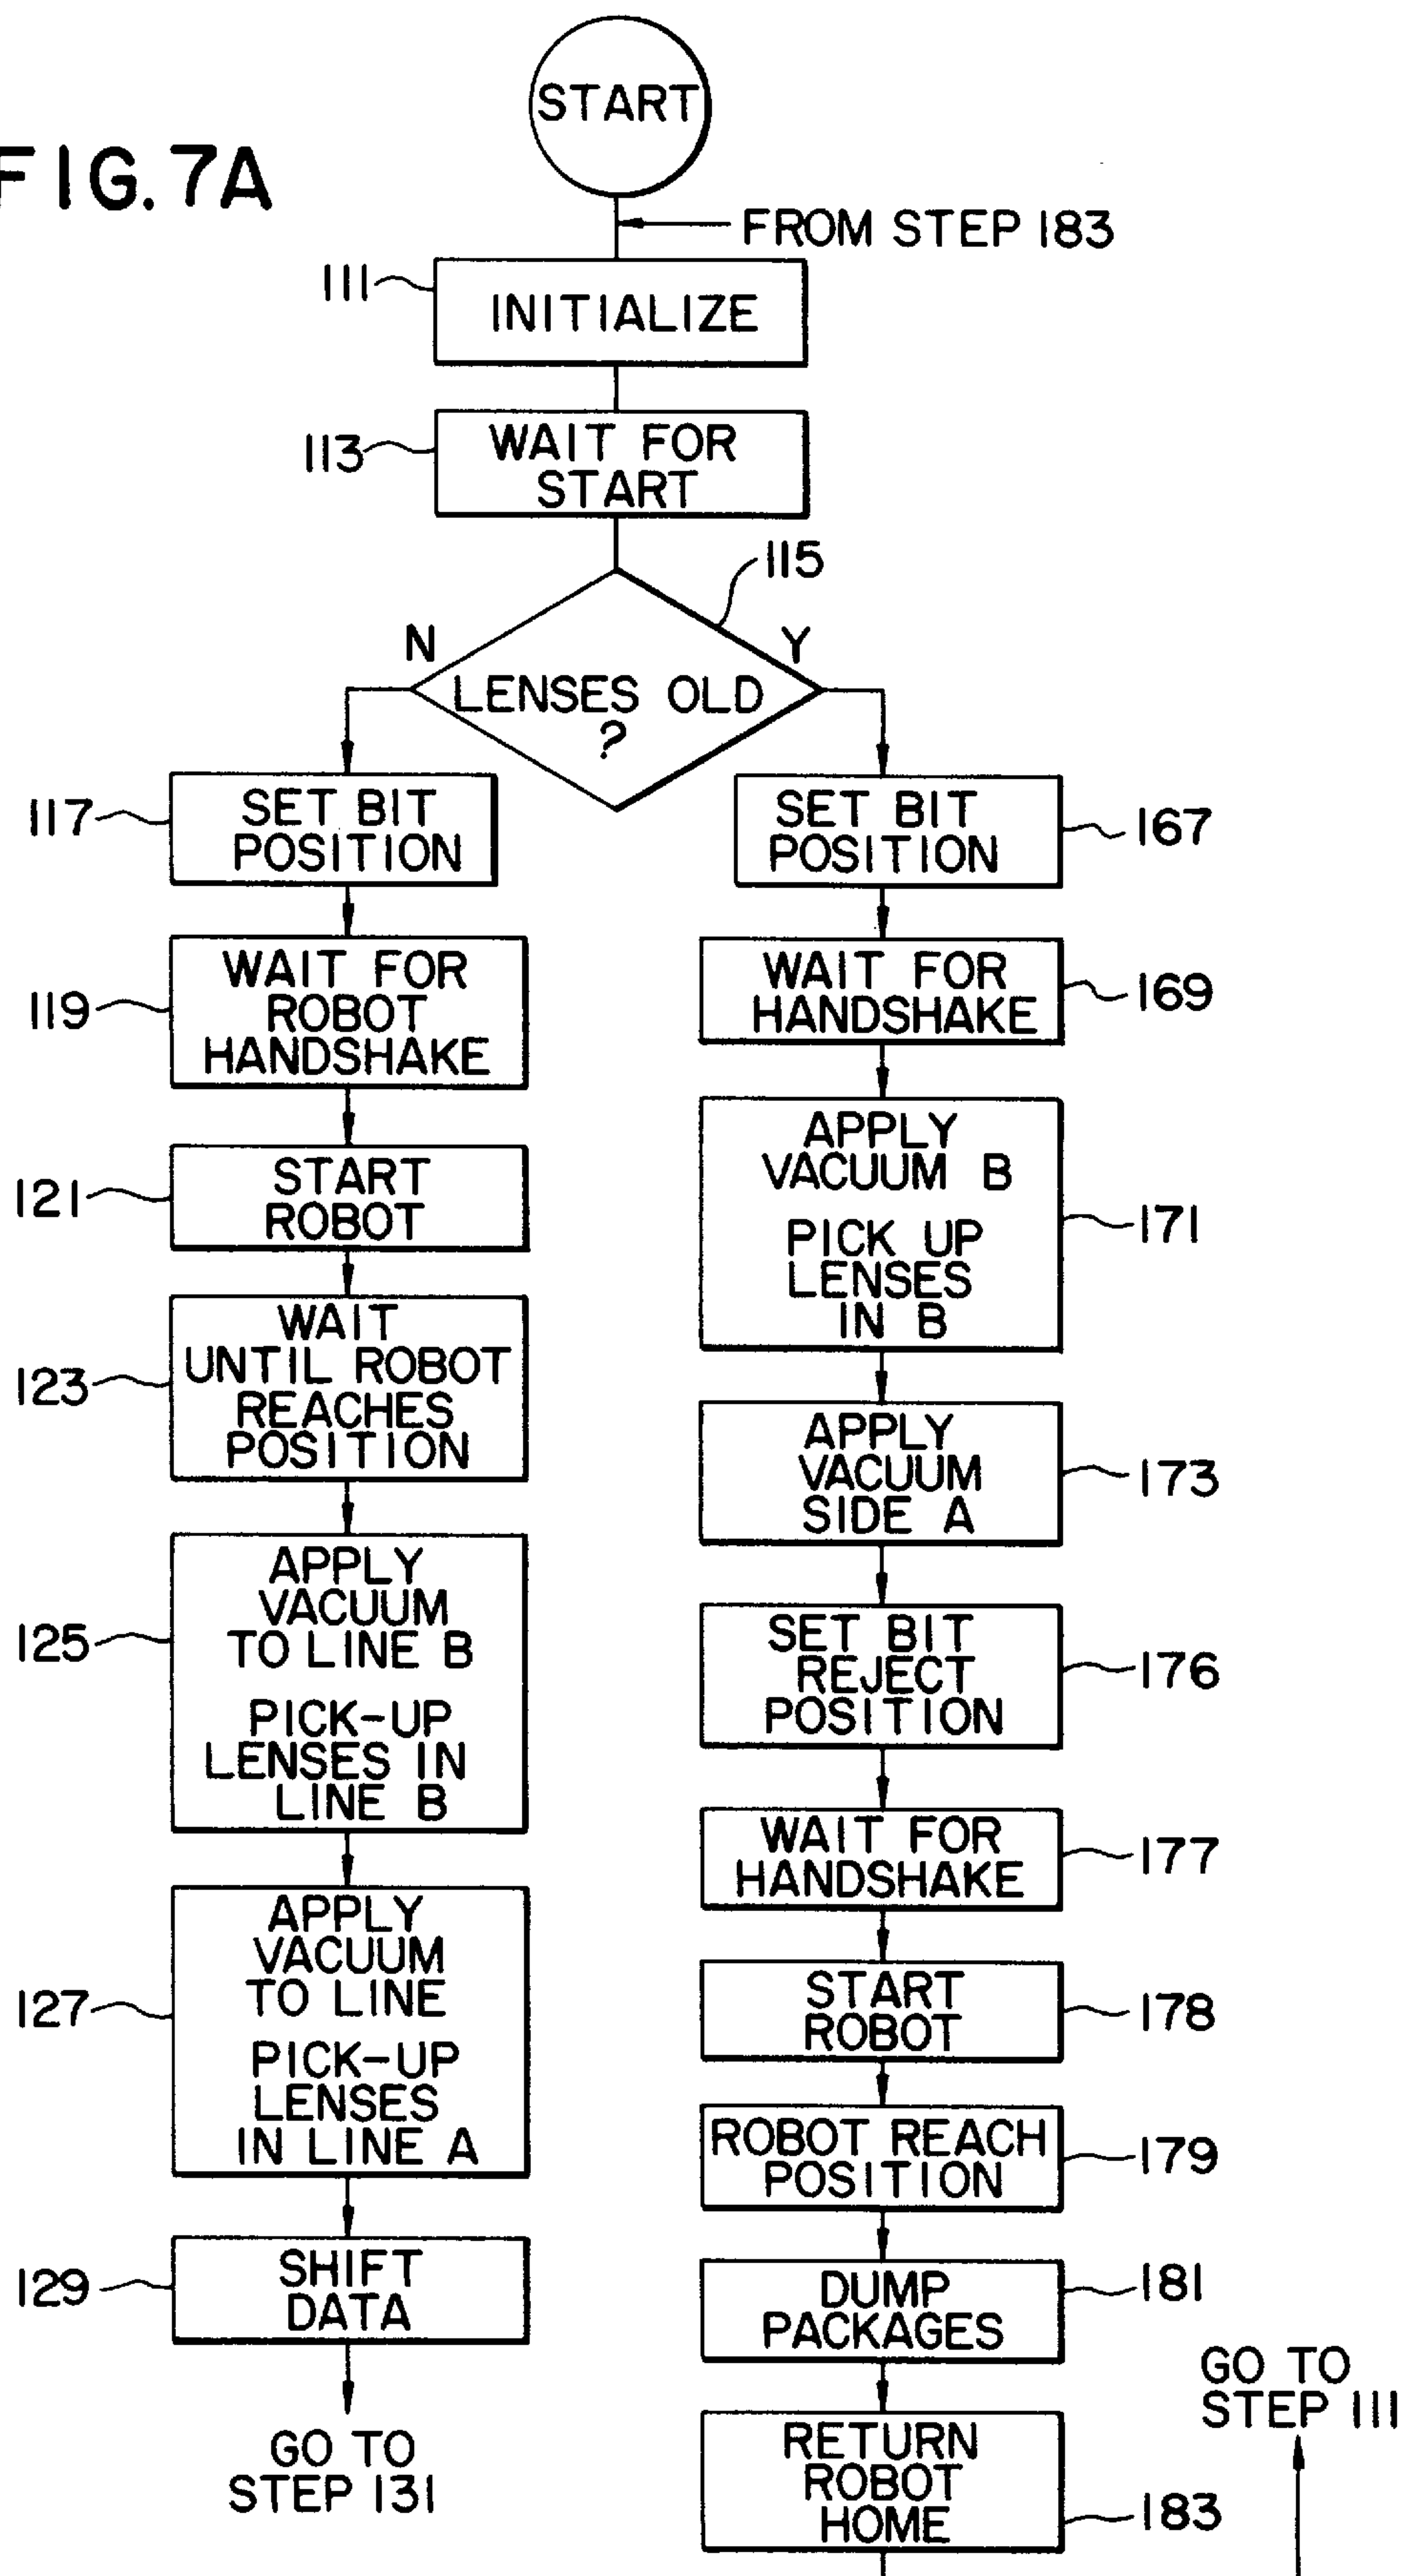 FIG. 7A
START
FROM STEP 183
111
INITIALIZE
113
WAIT FOR
START
115
N
Y
LENSES OLD
?
117
SET BIT
POSITION
119
WAIT FOR
ROBOT
HANDSHAKE
121
START
ROBOT
123
WAIT
UNTIL ROBOT
REACHES
POSITION
125
APPLY
VACUUM
TO LINE B
PICK-UP
LENSES IN
LINE B
127
APPLY
VACUUM
TO LINE
PICK-UP
LENSES
IN LINE A
129
SHIFT
DATA
GO TO
STEP 131
SET BIT
POSITION
167
WAIT FOR
HANDSHAKE
169
APPLY
VACUUM B
PICK UP
LENSES
IN B
171
APPLY
VACUUM
SIDE A
173
SET BIT
REJECT
POSITION
176
WAIT FOR
HANDSHAKE
177
START
ROBOT
178
ROBOT REACH
POSITION
179
DUMP
PACKAGES
181
RETURN
ROBOT
HOME
183
GO TO
STEP 111